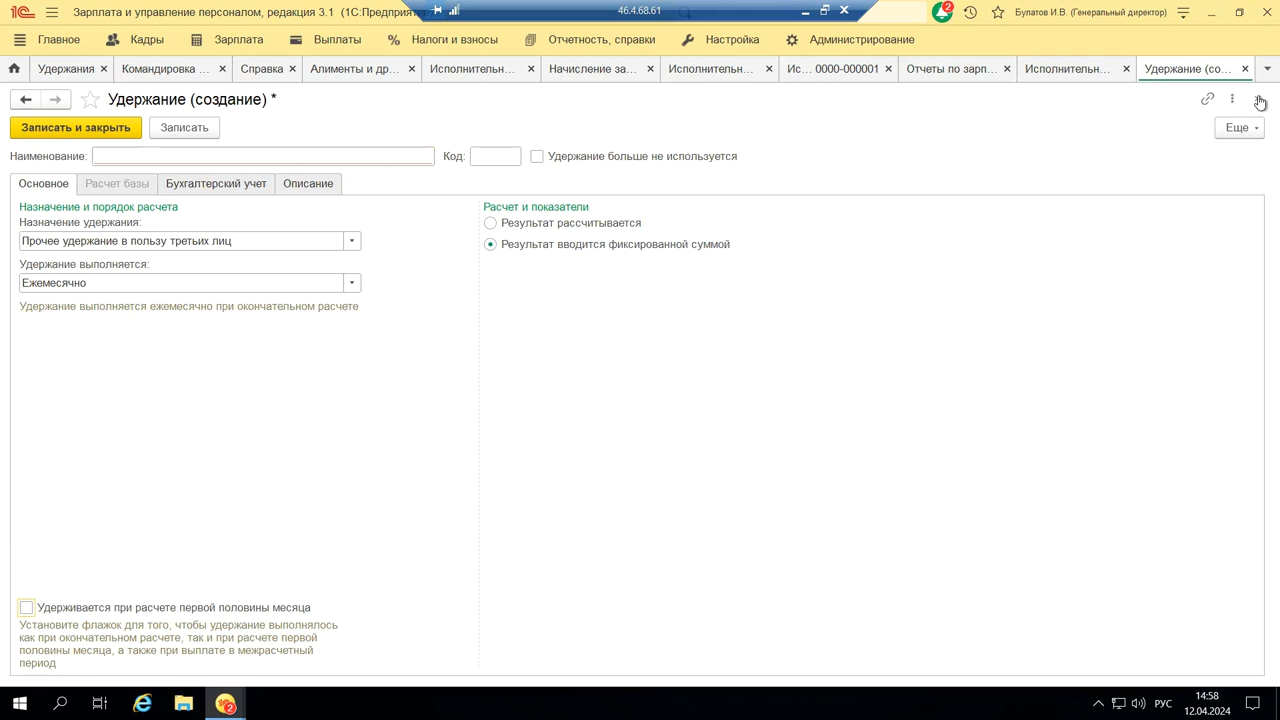 Зарплата и управление персоналом, редакция 3.1 (1С:Предприятие
46.4.68.61
2
Булатов И.В. (Генеральный директор)
Главное
Кадры
Зарплата
Выплаты
Налоги и взносы
Отчетность, справки
Настройка
Администрирование
Удержания
Командировка ...
Справка
Алименты и др...
Исполнительн...
Начисление за...
Исполнительн...
Ис... 0000-000001
Отчеты по зарп...
Исполнительн...
Удержание (со...
Удержание (создание) *
Записать и закрыть
Записать
Еще
Наименование:
Код:
Удержание больше не используется
Основное
Расчет базы
Бухгалтерский учет
Описание
Назначение и порядок расчета
Назначение удержания:
Прочее удержание в пользу третьих лиц
Удержание выполняется:
Ежемесячно
Удержание выполняется ежемесячно при окончательном расчете
Расчет и показатели
Результат рассчитывается
Результат вводится фиксированной суммой
Удерживается при расчете первой половины месяца
Установите флажок для того, чтобы удержание выполнялось
как при окончательном расчете, так и при расчете первой
половины месяца, а также при выплате в межрасчетный
период
2
РУС
14:58
12.04.2024